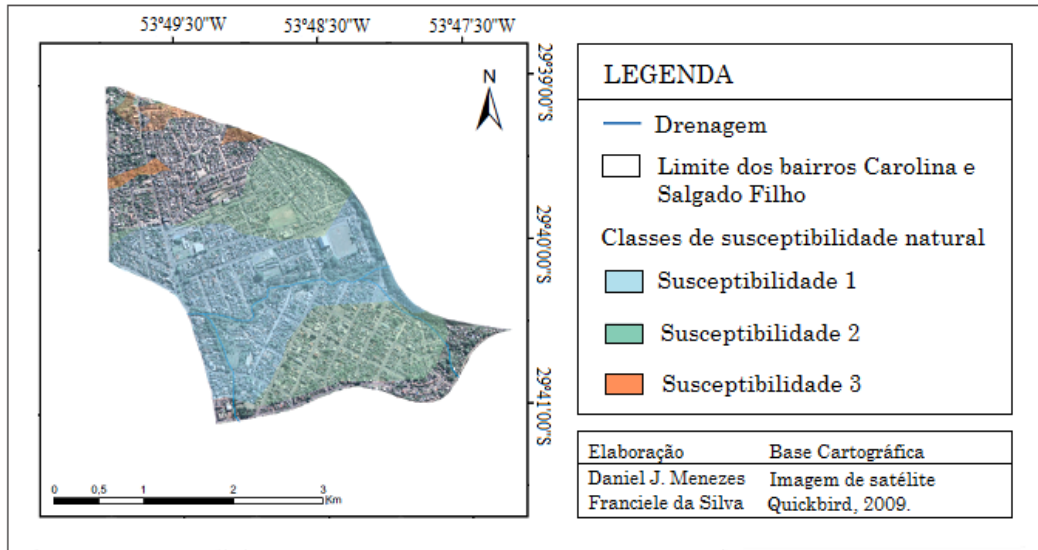 53°49'30"W 53°48'30"W 53°47'30"W
29°39'00"S
29°40'00"S
29°41'00"S
N
0 0,5 1 2 3 Km
LEGENDA
Drenagem
Limite dos bairros Carolina e
Salgado Filho
Classes de susceptibilidade natural
Susceptibilidade 1
Susceptibilidade 2
Susceptibilidade 3
Elaboração Base Cartográfica
Daniel J. Menezes Imagem de satélite
Franciele da Silva Quickbird, 2009.